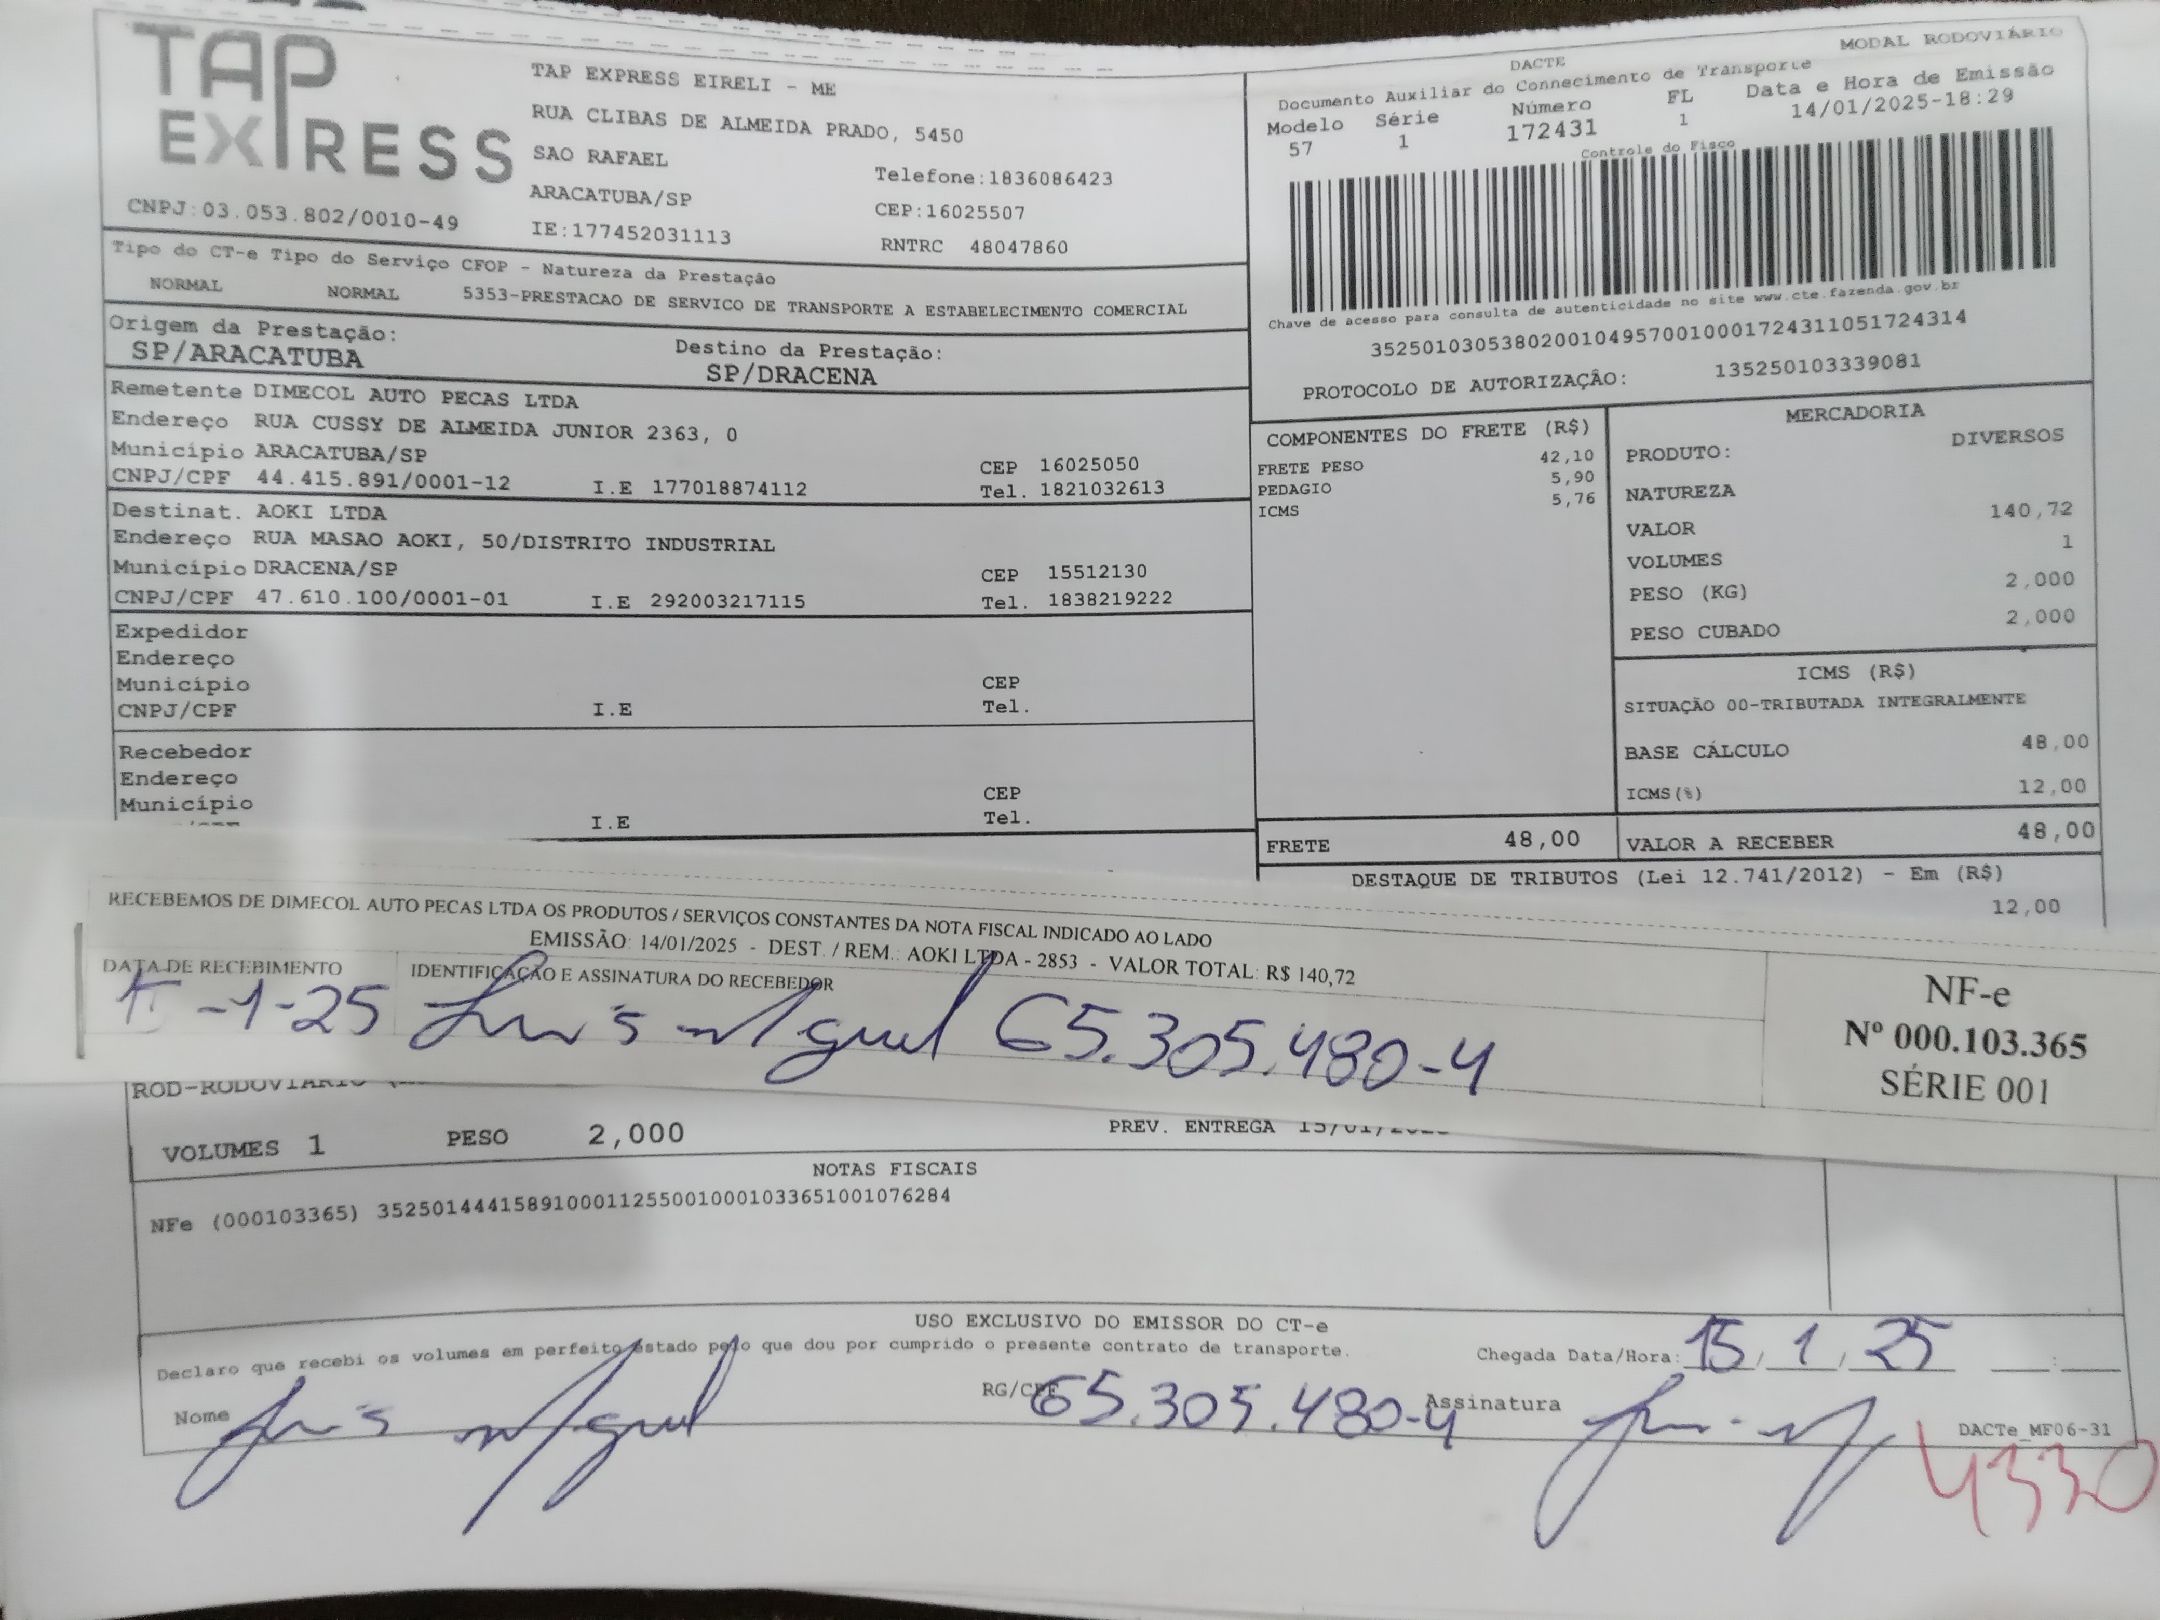 TAP
EXPRESS
CNPJ:03.053.802/0010-49
TAP EXPRESS EIRELI - ME
RUA CLIBAS DE ALMEIDA PRADO, 5450
SAO RAFAEL
Telefone:1836086423
ARACATUBA/SP
CEP:16025507
IE:177452031113
RNTRC 48047860
MODAL RODOVIÁRIO
DACTE
Documento Auxiliar do Connecimento de Transporte
Modelo Série Número FL Data e Hora de Emissão
57 1 172431 1 14/01/2025-18:29
Controle do Fisco
Chave de acesso para consulta de autenticidade no site www.cte.fazenda.gov.br
35250103053802001049570010001724311051724314
PROTOCOLO DE AUTORIZAÇÃO: 135250103339081
Tipo do CT-e Tipo do Serviço CFOP - Natureza da Prestação
NORMAL NORMAL 5353-PRESTACAO DE SERVICO DE TRANSPORTE A ESTABELECIMENTO COMERCIAL
Origem da Prestação: Destino da Prestação:
SP/ARACATUBA SP/DRACENA
Remetente DIMECOL AUTO PECAS LTDA
Endereço RUA CUSSY DE ALMEIDA JUNIOR 2363, 0
Município ARACATUBA/SP CEP 16025050
CNPJ/CPF 44.415.891/0001-12 I.E 177018874112 Tel. 1821032613
Destinat. AOKI LTDA
Endereço RUA MASAO AOKI, 50/DISTRITO INDUSTRIAL
Município DRACENA/SP CEP 15512130
CNPJ/CPF 47.610.100/0001-01 I.E 292003217115 Tel. 1838219222
Expedidor
Endereço
Município CEP
CNPJ/CPF I.E Tel.
Recebedor
Endereço
Município CEP
I.E Tel.
COMPONENTES DO FRETE (R$)
FRETE PESO 42,10
PEDAGIO 5,90
ICMS 5,76
MERCADORIA
PRODUTO: DIVERSOS
NATUREZA
VALOR 140,72
VOLUMES 1
PESO (KG) 2,000
PESO CUBADO 2,000
ICMS (R$)
SITUAÇÃO 00-TRIBUTADA INTEGRALMENTE
BASE CÁLCULO 48,00
ICMS(%) 12,00
FRETE 48,00 VALOR A RECEBER 48,00
DESTAQUE DE TRIBUTOS (Lei 12.741/2012) - Em (R$)
12,00
RECEBEMOS DE DIMECOL AUTO PECAS LTDA OS PRODUTOS / SERVIÇOS CONSTANTES DA NOTA FISCAL INDICADO AO LADO
EMISSÃO: 14/01/2025 - DEST. / REM.: AOKI LTDA - 2853 - VALOR TOTAL: R$ 140,72
DATA DE RECEBIMENTO IDENTIFICAÇÃO E ASSINATURA DO RECEBEDOR
-1-25 Luis Miguel 65.305.480-4
NF-e
Nº 000.103.365
SÉRIE 001
ROD-RODOVIARIO
VOLUMES 1 PESO 2,000 PREV. ENTREGA
NOTAS FISCAIS
NFe (000103365) 35250144415891000112550010001033651001076284
USO EXCLUSIVO DO EMISSOR DO CT-e
Declaro que recebi os volumes em perfeito estado pelo que dou por cumprido o presente contrato de transporte.
Chegada Data/Hora: 15/1/25 :
Nome Luis Miguel RG/CPF 65.305.480-4 Assinatura
DACTe_MF06-31
4330